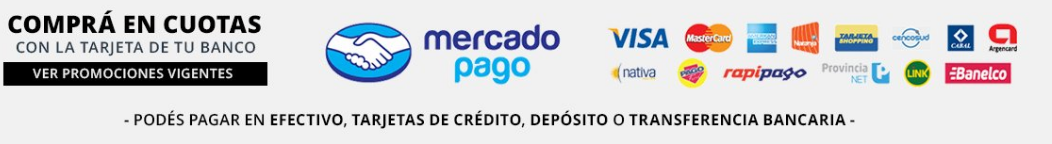 COMPRÁ EN CUOTAS
CON LA TARJETA DE TU BANCO
VER PROMOCIONES VIGENTES
mercado
pago
VISA MasterCard AMERICAN EXPRESS Naranja TARJETA SHOPPING cencosud CABAL Argencard
nativa rapipago Provincia NET LINK Banelco
- PODÉS PAGAR EN EFECTIVO, TARJETAS DE CRÉDITO, DEPÓSITO O TRANSFERENCIA BANCARIA -